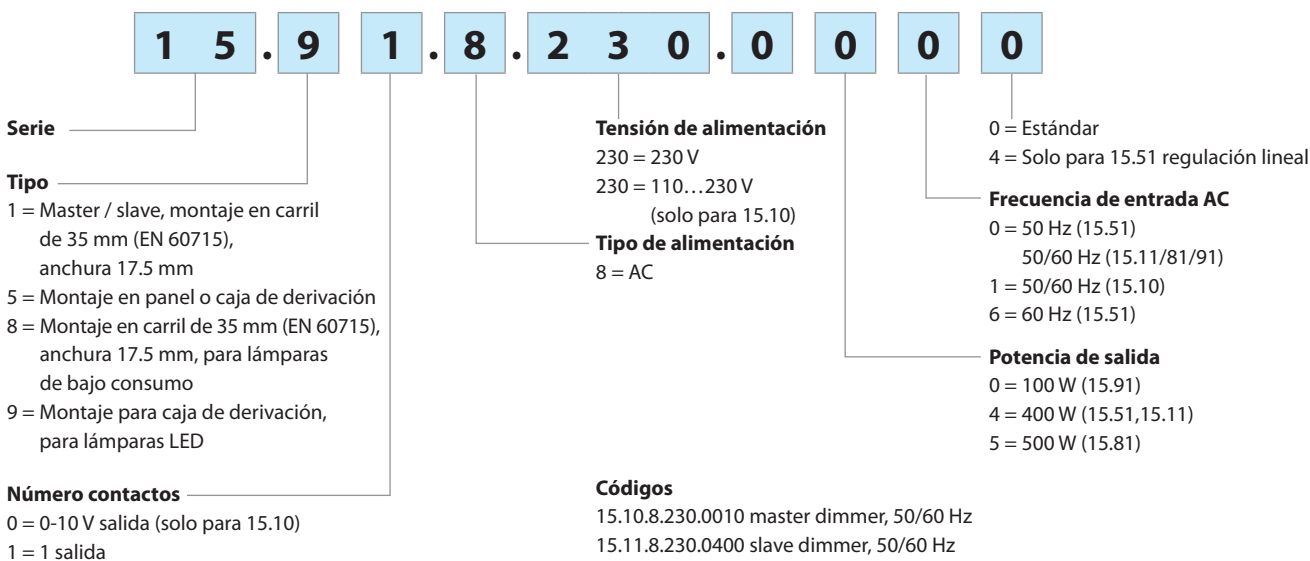 1 5 . 9 1 . 8 . 2 3 0 . 0 0 0 0
Serie
Tipo
1 = Master / slave, montaje en carril
de 35 mm (EN 60715),
anchura 17.5 mm
5 = Montaje en panel o caja de derivación
8 = Montaje en carril de 35 mm (EN 60715),
anchura 17.5 mm, para lámparas
de bajo consumo
9 = Montaje para caja de derivación,
para lámparas LED
Número contactos
0 = 0-10 V salida (solo para 15.10)
1 = 1 salida
Tensión de alimentación
230 = 230 V
230 = 110…230 V
(solo para 15.10)
Tipo de alimentación
8 = AC
0 = Estándar
4 = Solo para 15.51 regulación lineal
Frecuencia de entrada AC
0 = 50 Hz (15.51)
50/60 Hz (15.11/81/91)
1 = 50/60 Hz (15.10)
6 = 60 Hz (15.51)
Potencia de salida
0 = 100 W (15.91)
4 = 400 W (15.51,15.11)
5 = 500 W (15.81)
Códigos
15.10.8.230.0010 master dimmer, 50/60 Hz
15.11.8.230.0400 slave dimmer, 50/60 Hz